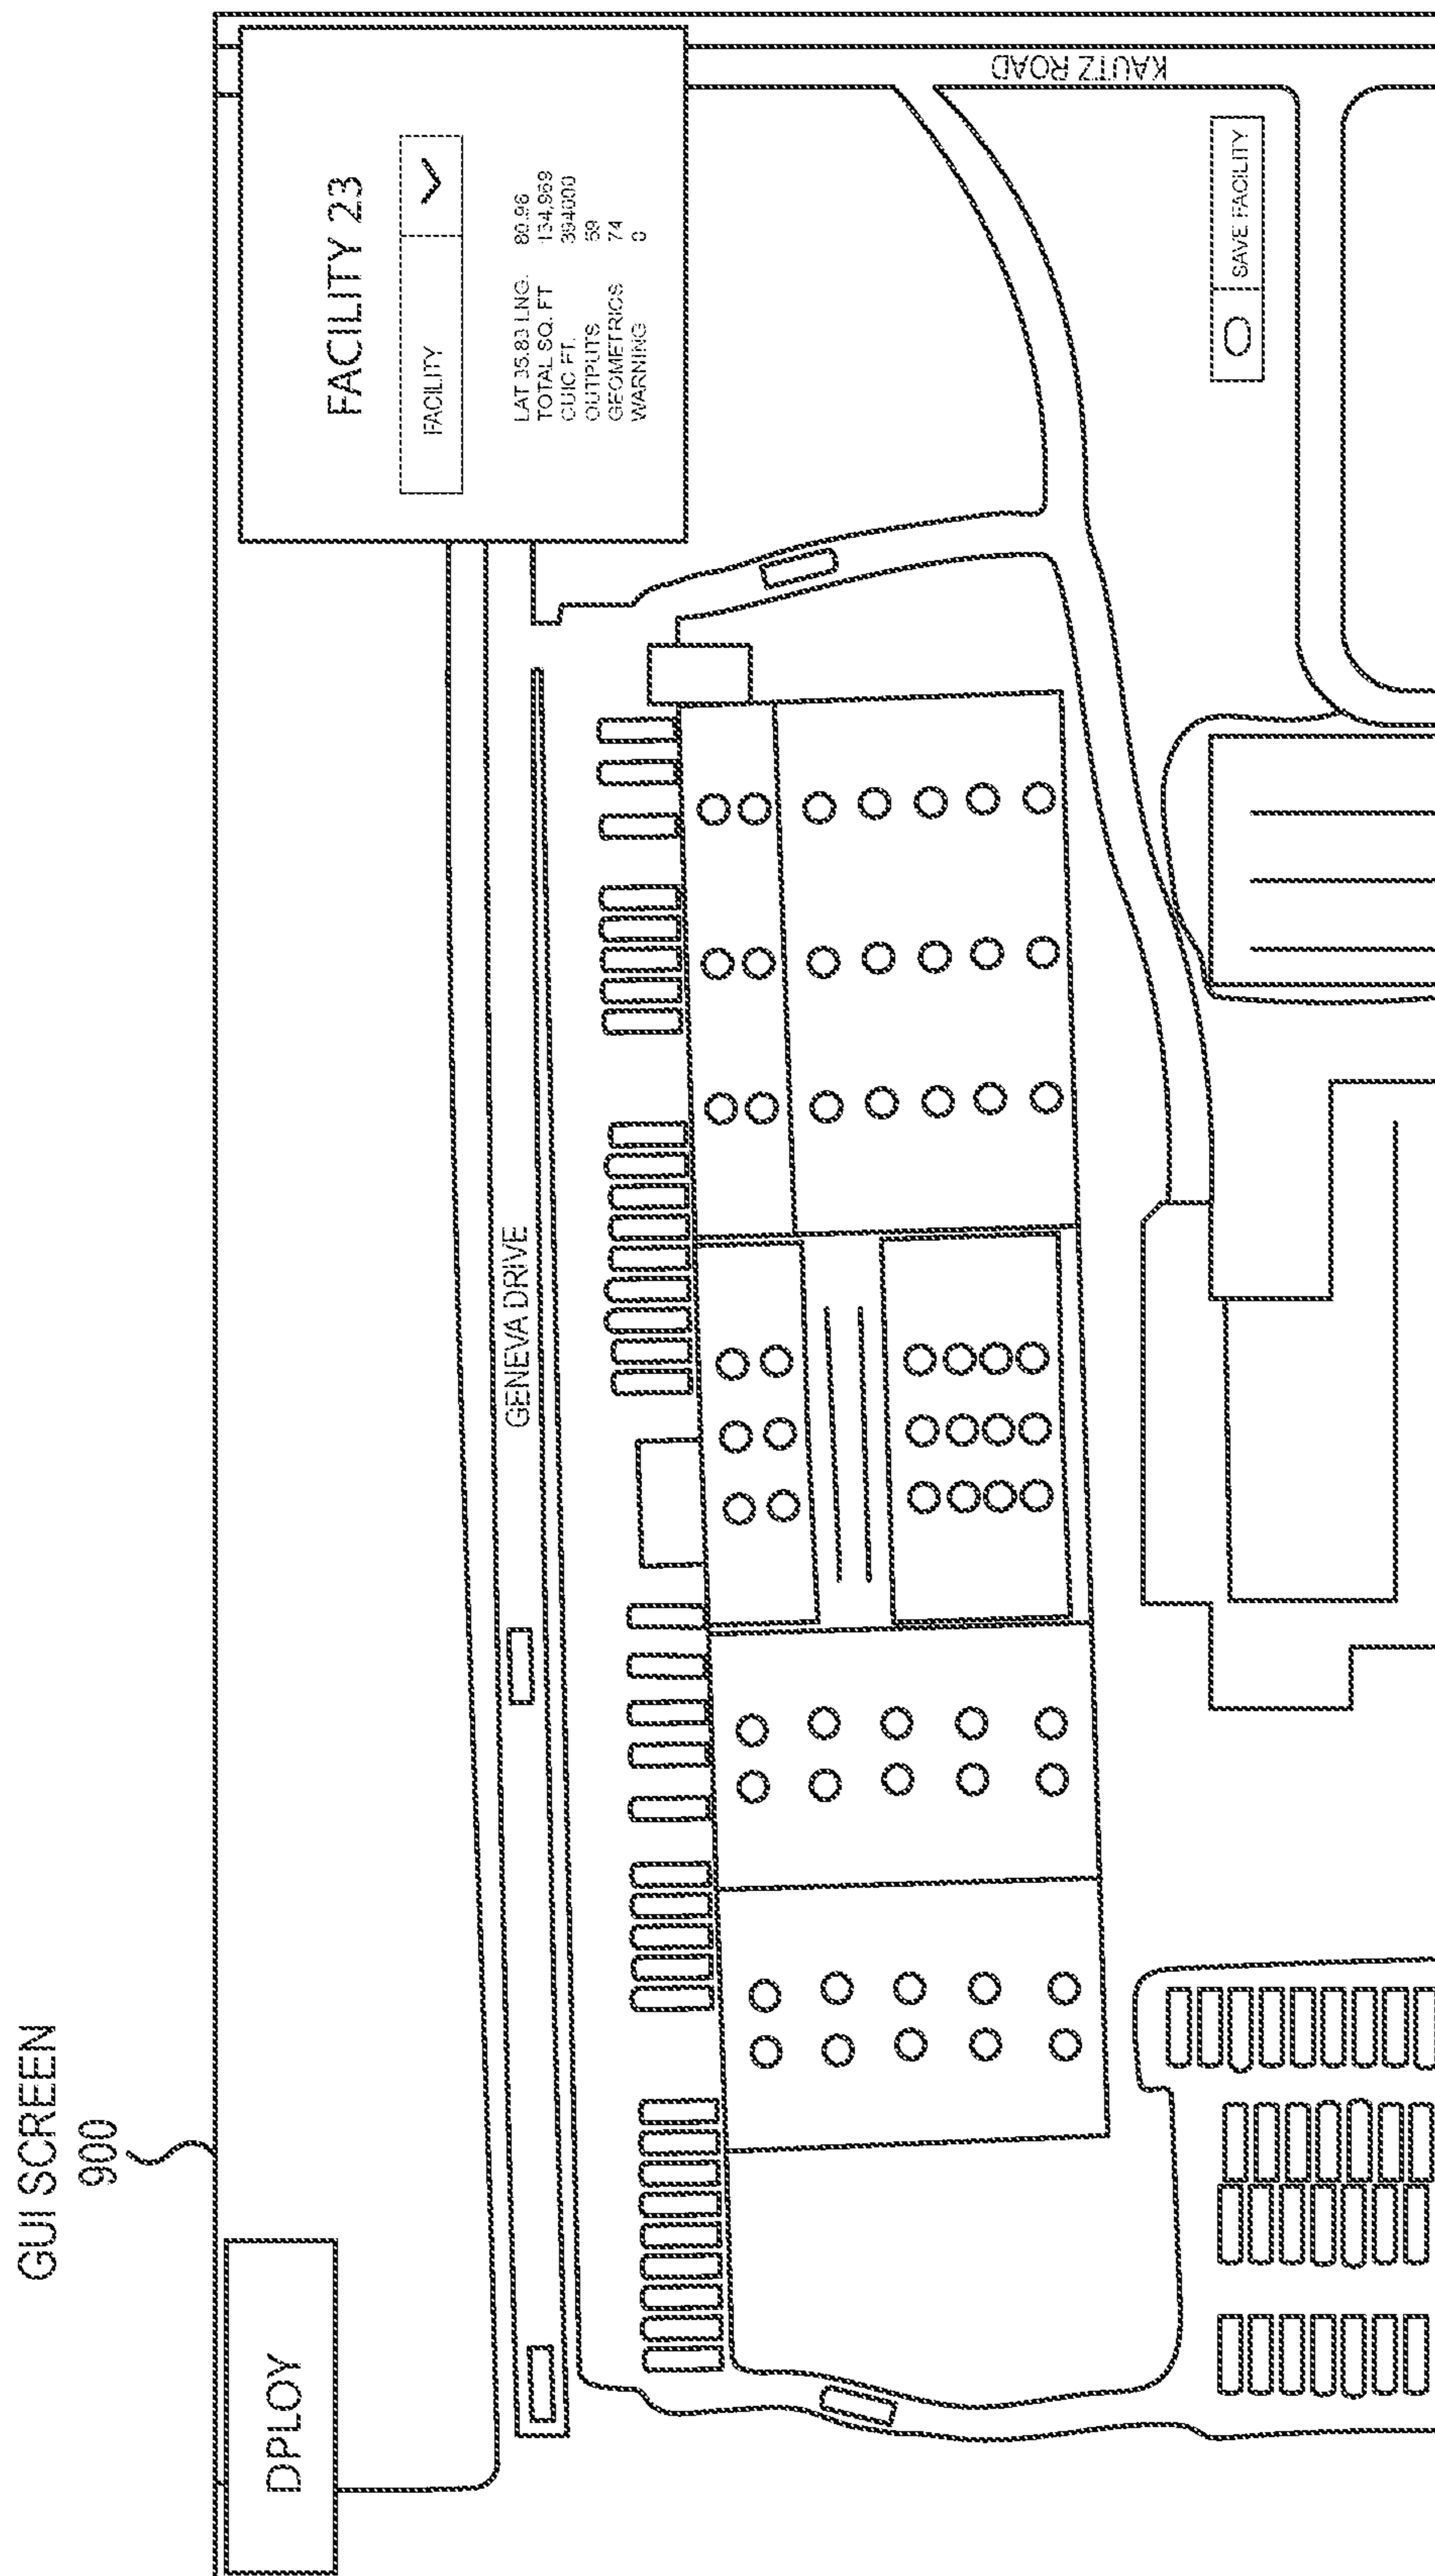 GUI SCREEN
900
DPLOY
FACILITY 23
FACILITY
LAT 35.83 LNG. 80.96
TOTAL SQ. FT 134,969
CUIC FT. 394000
OUTPUTS 59
GEOMETRICS 74
WARNING 0
GENEVA DRIVE
KAUTZ ROAD
SAVE FACILITY